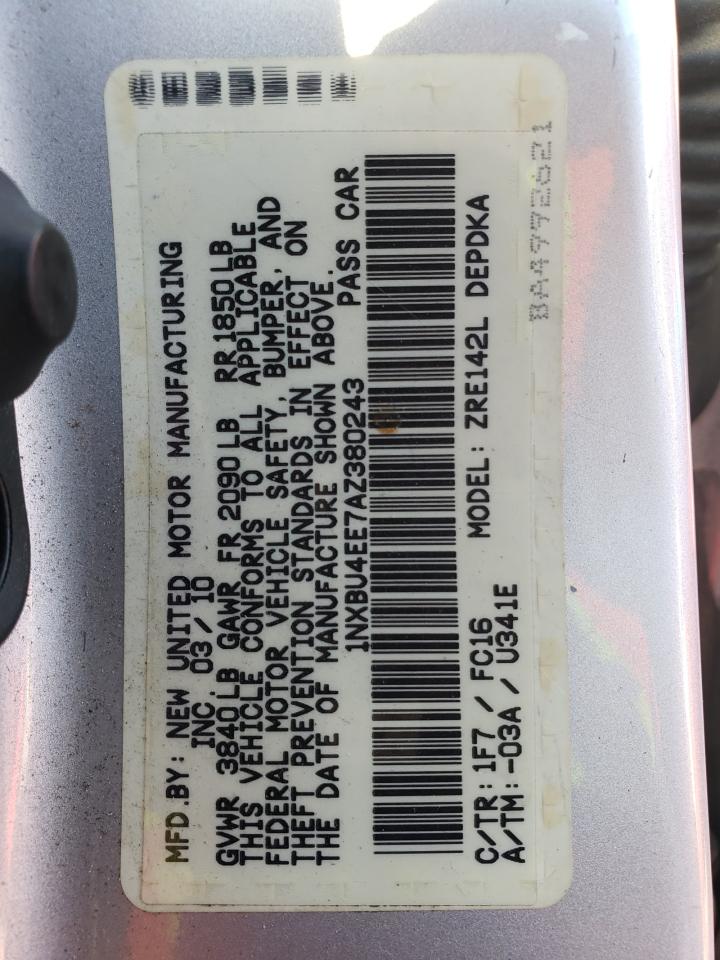 MFD.BY: NEW UNITED MOTOR MANUFACTURING
INC. 03/10
GVWR 3840LB GAWR FR 2090LB RR 1850LB
THIS VEHICLE CONFORMS TO ALL APPLICABLE
FEDERAL MOTOR VEHICLE SAFETY, BUMPER, AND
THEFT PREVENTION STANDARDS IN EFFECT ON
THE DATE OF MANUFACTURE SHOWN ABOVE.
1NXBU4EE7AZ380243 PASS CAR
C/TR: 1F7 / FC16 MODEL: ZRE142L DEPDKA
A/TM: -03A / U341E
BA4772621